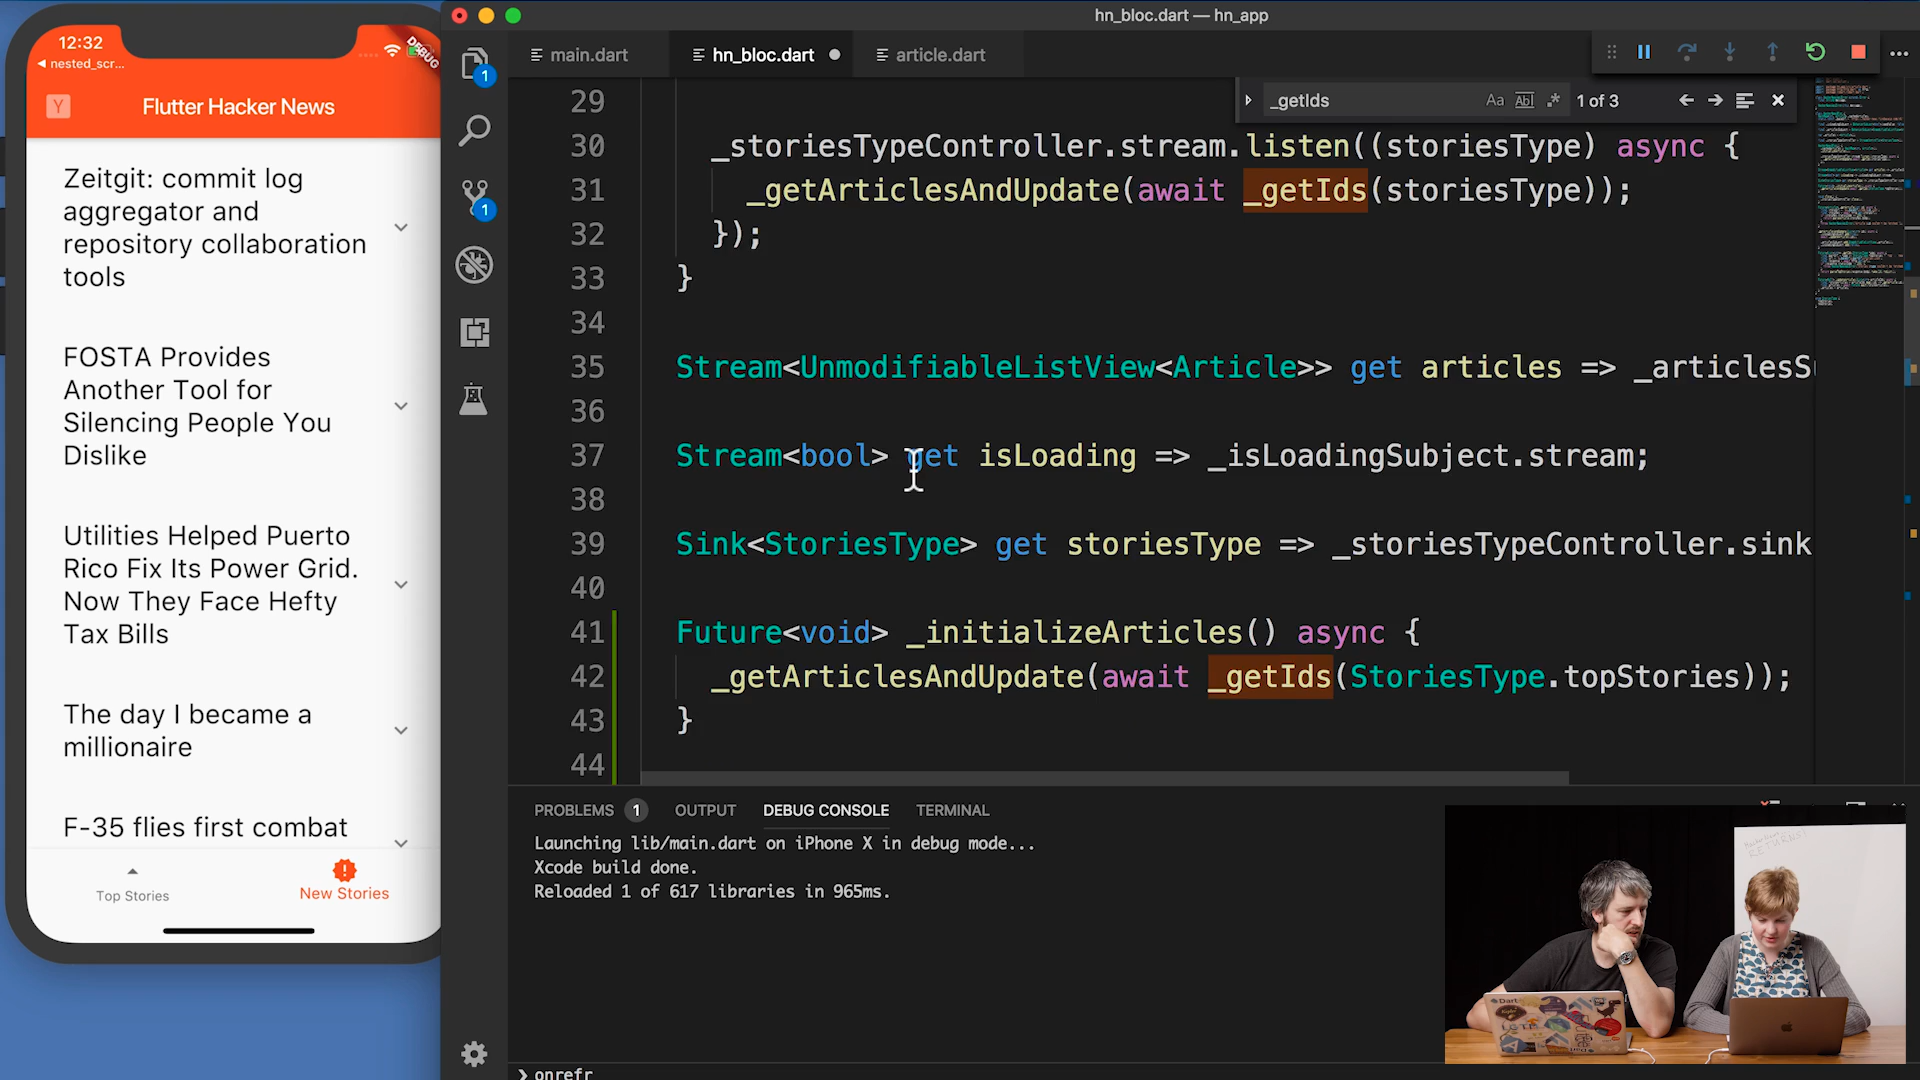 12:32
◀ nested_scr...
DEBUG
Y
Flutter Hacker News
Zeitgit: commit log
aggregator and
repository collaboration
tools
FOSTA Provides
Another Tool for
Silencing People You
Dislike
Utilities Helped Puerto
Rico Fix Its Power Grid.
Now They Face Hefty
Tax Bills
The day I became a
millionaire
F-35 flies first combat
Top Stories
New Stories
hn_bloc.dart — hn_app
main.dart
hn_bloc.dart
article.dart
_getIds
Aa
Abl
.*
1 of 3
1
1
29
30 _storiesTypeController.stream.listen((storiesType) async {
31 _getArticlesAndUpdate(await _getIds(storiesType));
32 });
33 }
34
35 Stream<UnmodifiableListView<Article>> get articles => _articlesSu
36
37 Stream<bool> get isLoading => _isLoadingSubject.stream;
38
39 Sink<StoriesType> get storiesType => _storiesTypeController.sink
40
41 Future<void> _initializeArticles() async {
42 _getArticlesAndUpdate(await _getIds(StoriesType.topStories));
43 }
44
PROBLEMS 1 OUTPUT DEBUG CONSOLE TERMINAL
Launching lib/main.dart on iPhone X in debug mode...
Xcode build done.
Reloaded 1 of 617 libraries in 965ms.
❯ onrefr
RETURNS!
Dart